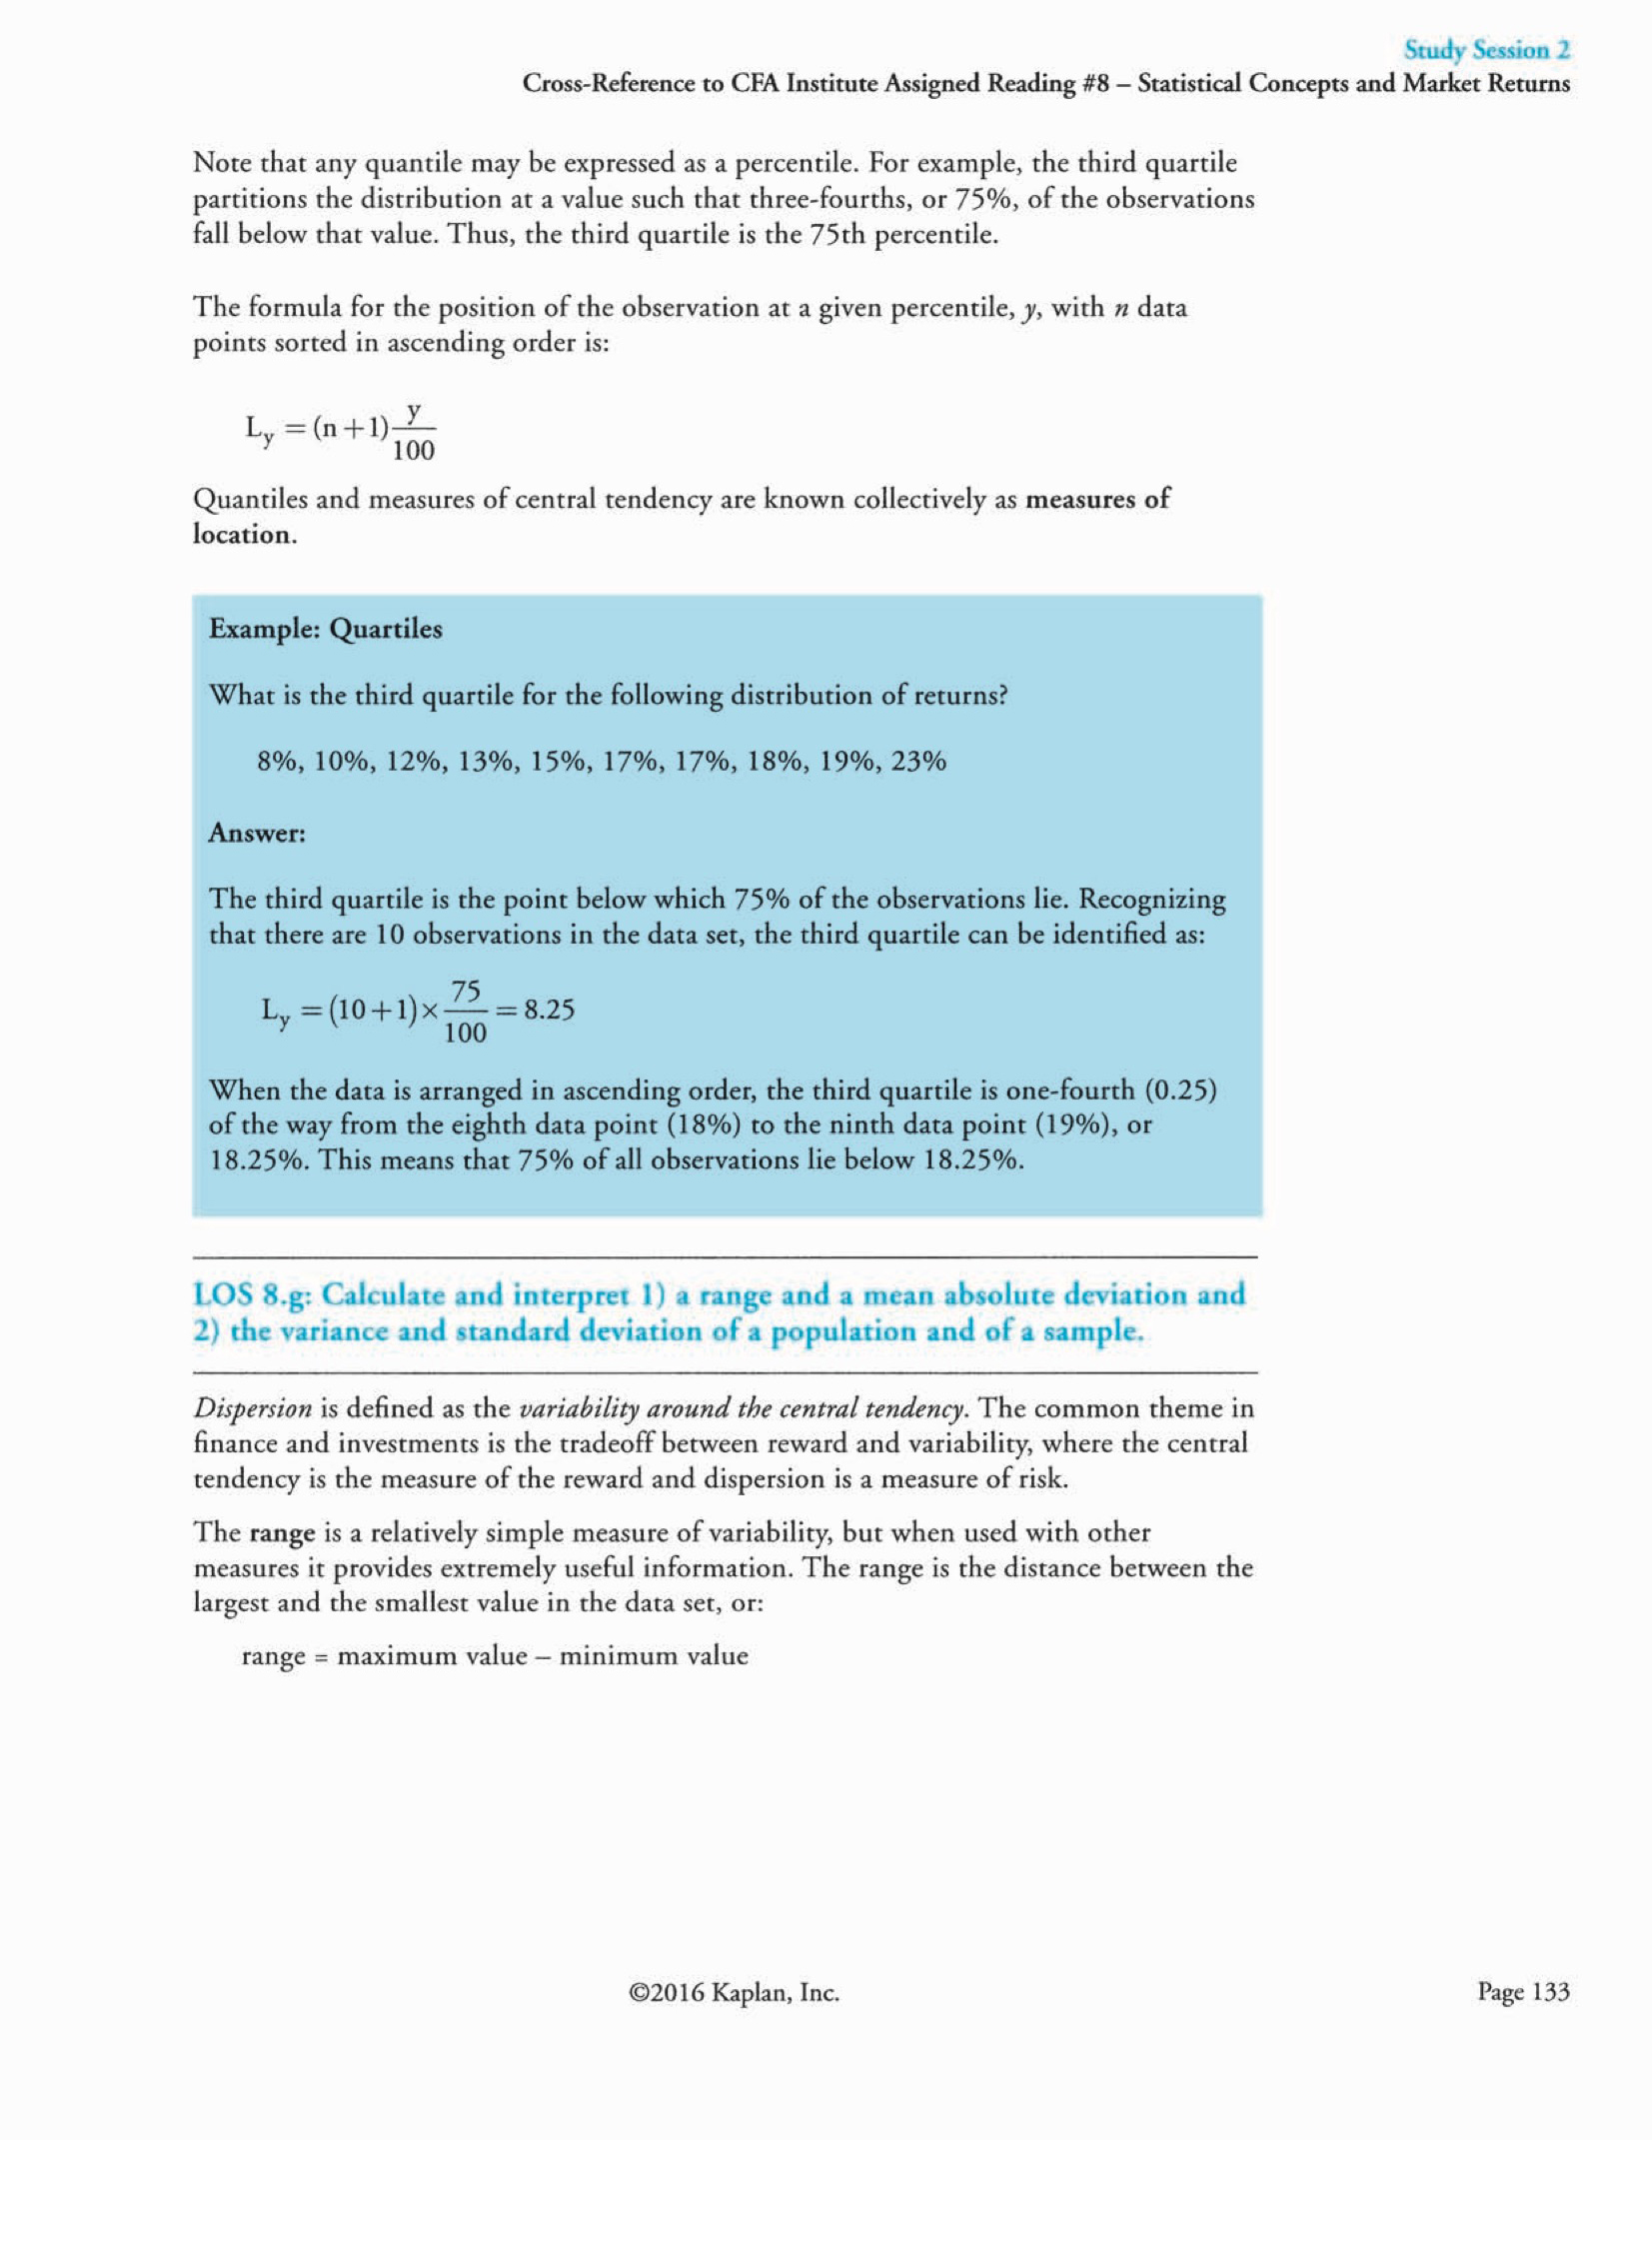 Study Session 2
Cross-Reference to CFA Institute Assigned Reading #8 – Statistical Concepts and Market Returns
Note that any quantile may be expressed as a percentile. For example, the third quartile
partitions the distribution at a value such that three-fourths, or 75%, of the observations
fall below that value. Thus, the third quartile is the 75th percentile.
The formula for the position of the observation at a given percentile, y, with n data
points sorted in ascending order is:
L_y = (n+1) y/100
Quantiles and measures of central tendency are known collectively as measures of
location.
Example: Quartiles
What is the third quartile for the following distribution of returns?
8%, 10%, 12%, 13%, 15%, 17%, 17%, 18%, 19%, 23%
Answer:
The third quartile is the point below which 75% of the observations lie. Recognizing
that there are 10 observations in the data set, the third quartile can be identified as:
L_y = (10+1) × 75/100 = 8.25
When the data is arranged in ascending order, the third quartile is one-fourth (0.25)
of the way from the eighth data point (18%) to the ninth data point (19%), or
18.25%. This means that 75% of all observations lie below 18.25%.
LOS 8.g: Calculate and interpret 1) a range and a mean absolute deviation and
2) the variance and standard deviation of a population and of a sample.
Dispersion is defined as the variability around the central tendency. The common theme in
finance and investments is the tradeoff between reward and variability, where the central
tendency is the measure of the reward and dispersion is a measure of risk.
The range is a relatively simple measure of variability, but when used with other
measures it provides extremely useful information. The range is the distance between the
largest and the smallest value in the data set, or:
range = maximum value – minimum value
©2016 Kaplan, Inc.
Page 133